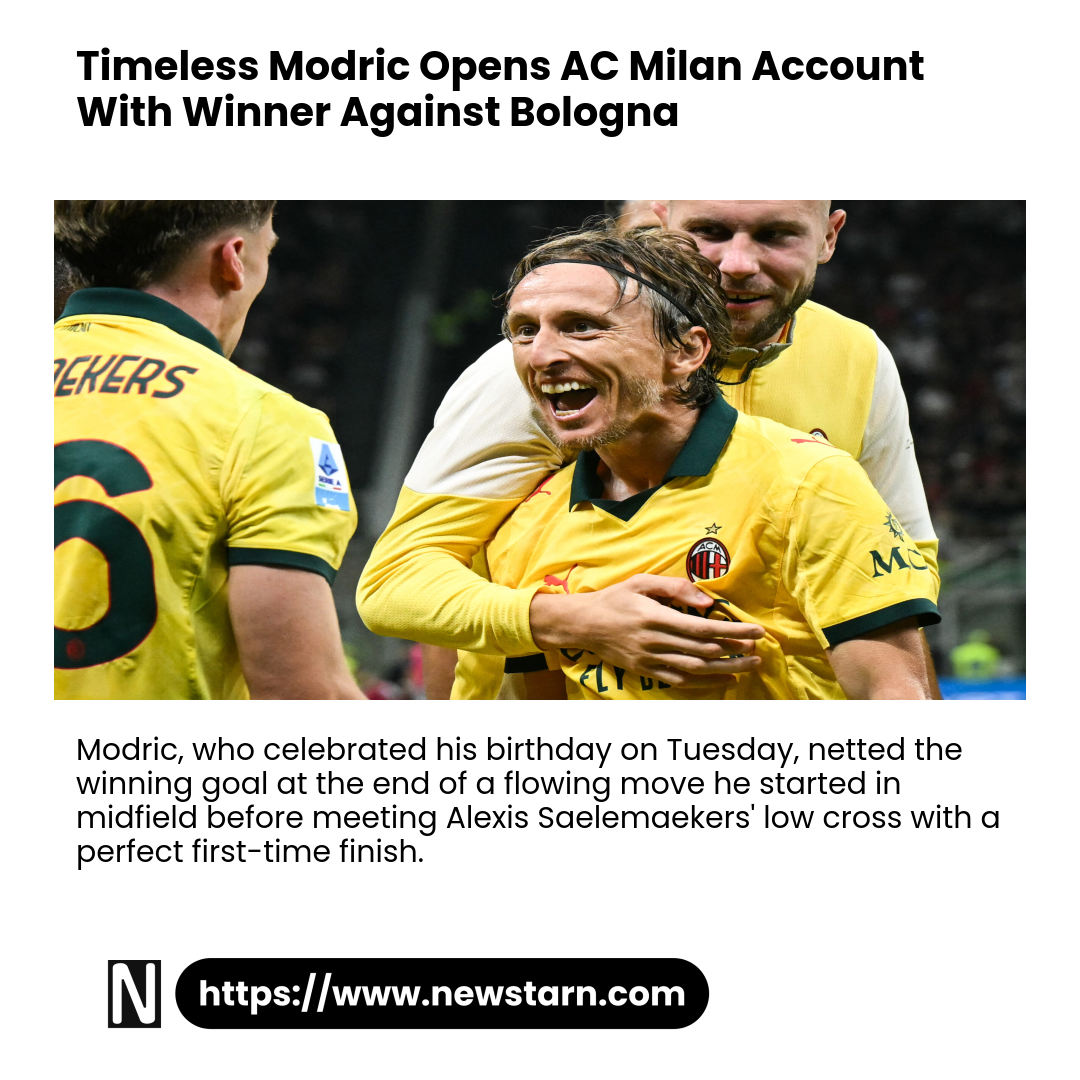 Timeless Modric Opens AC Milan Account
With Winner Against Bologna
EKERS
SERIE A
6
ACM
MC
FLY
Modric, who celebrated his birthday on Tuesday, netted the
winning goal at the end of a flowing move he started in
midfield before meeting Alexis Saelemaekers' low cross with a
perfect first-time finish.
N
https://www.newstarn.com